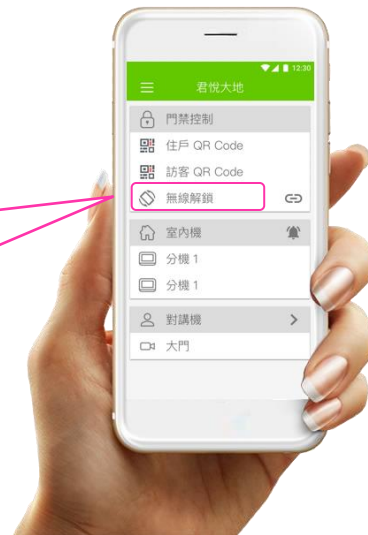 12:30
君悅大地
門禁控制
住戶 QR Code
訪客 QR Code
無線解鎖
室內機
分機 1
分機 1
對講機
大門